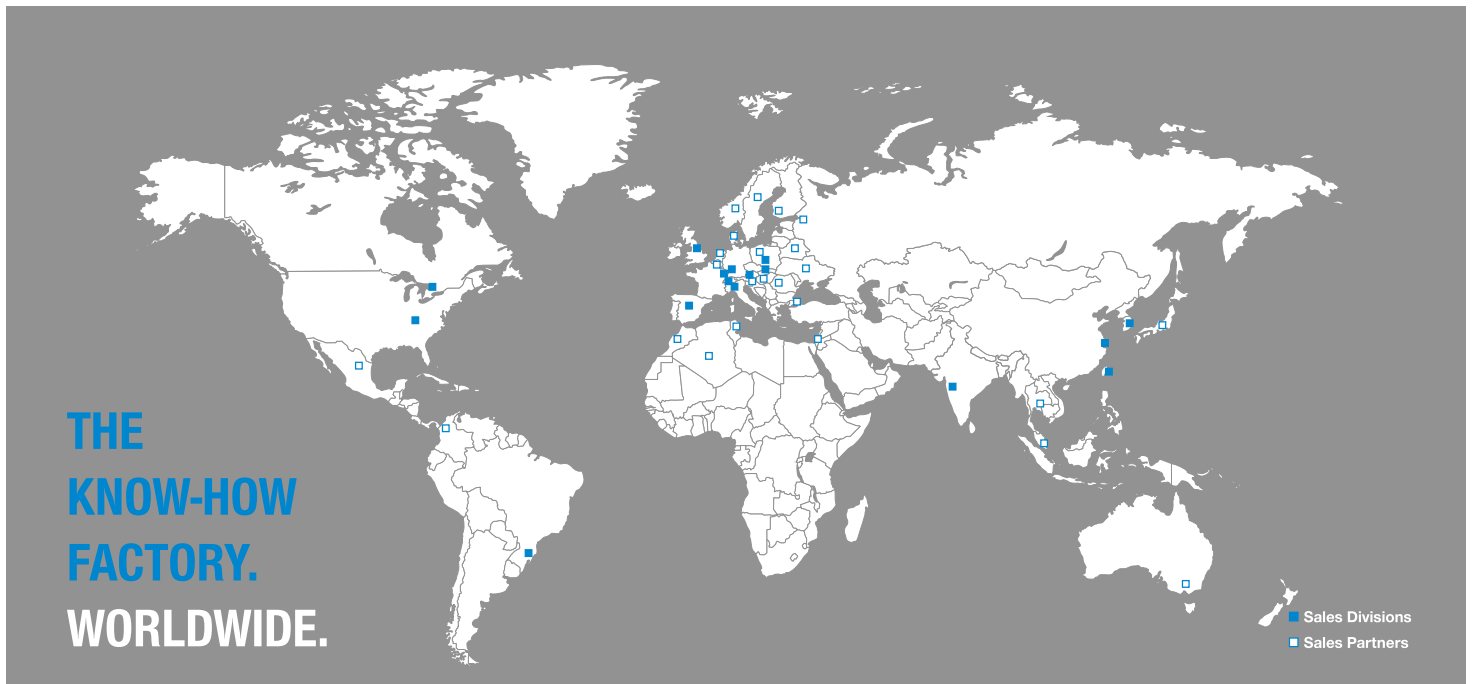 THE
KNOW-HOW
FACTORY.
WORLDWIDE.
Sales Divisions
Sales Partners